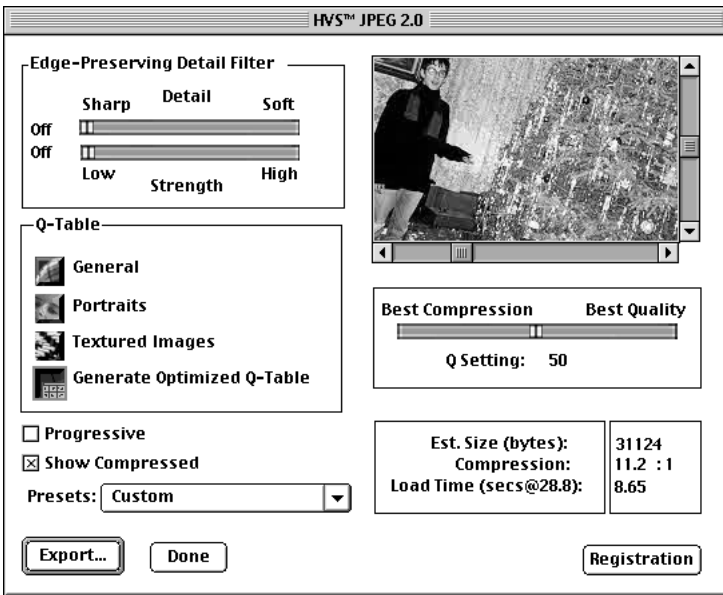 HVS™ JPEG 2.0
Edge-Preserving Detail Filter
Sharp Detail Soft
Off
Off
Low Strength High
Q-Table
General
Portraits
Textured Images
Generate Optimized Q-Table
Progressive
Show Compressed
Presets: Custom
Export... Done
Best Compression Best Quality
Q Setting: 50
Est. Size (bytes): 31124
Compression: 11.2 :1
Load Time (secs@28.8): 8.65
Registration